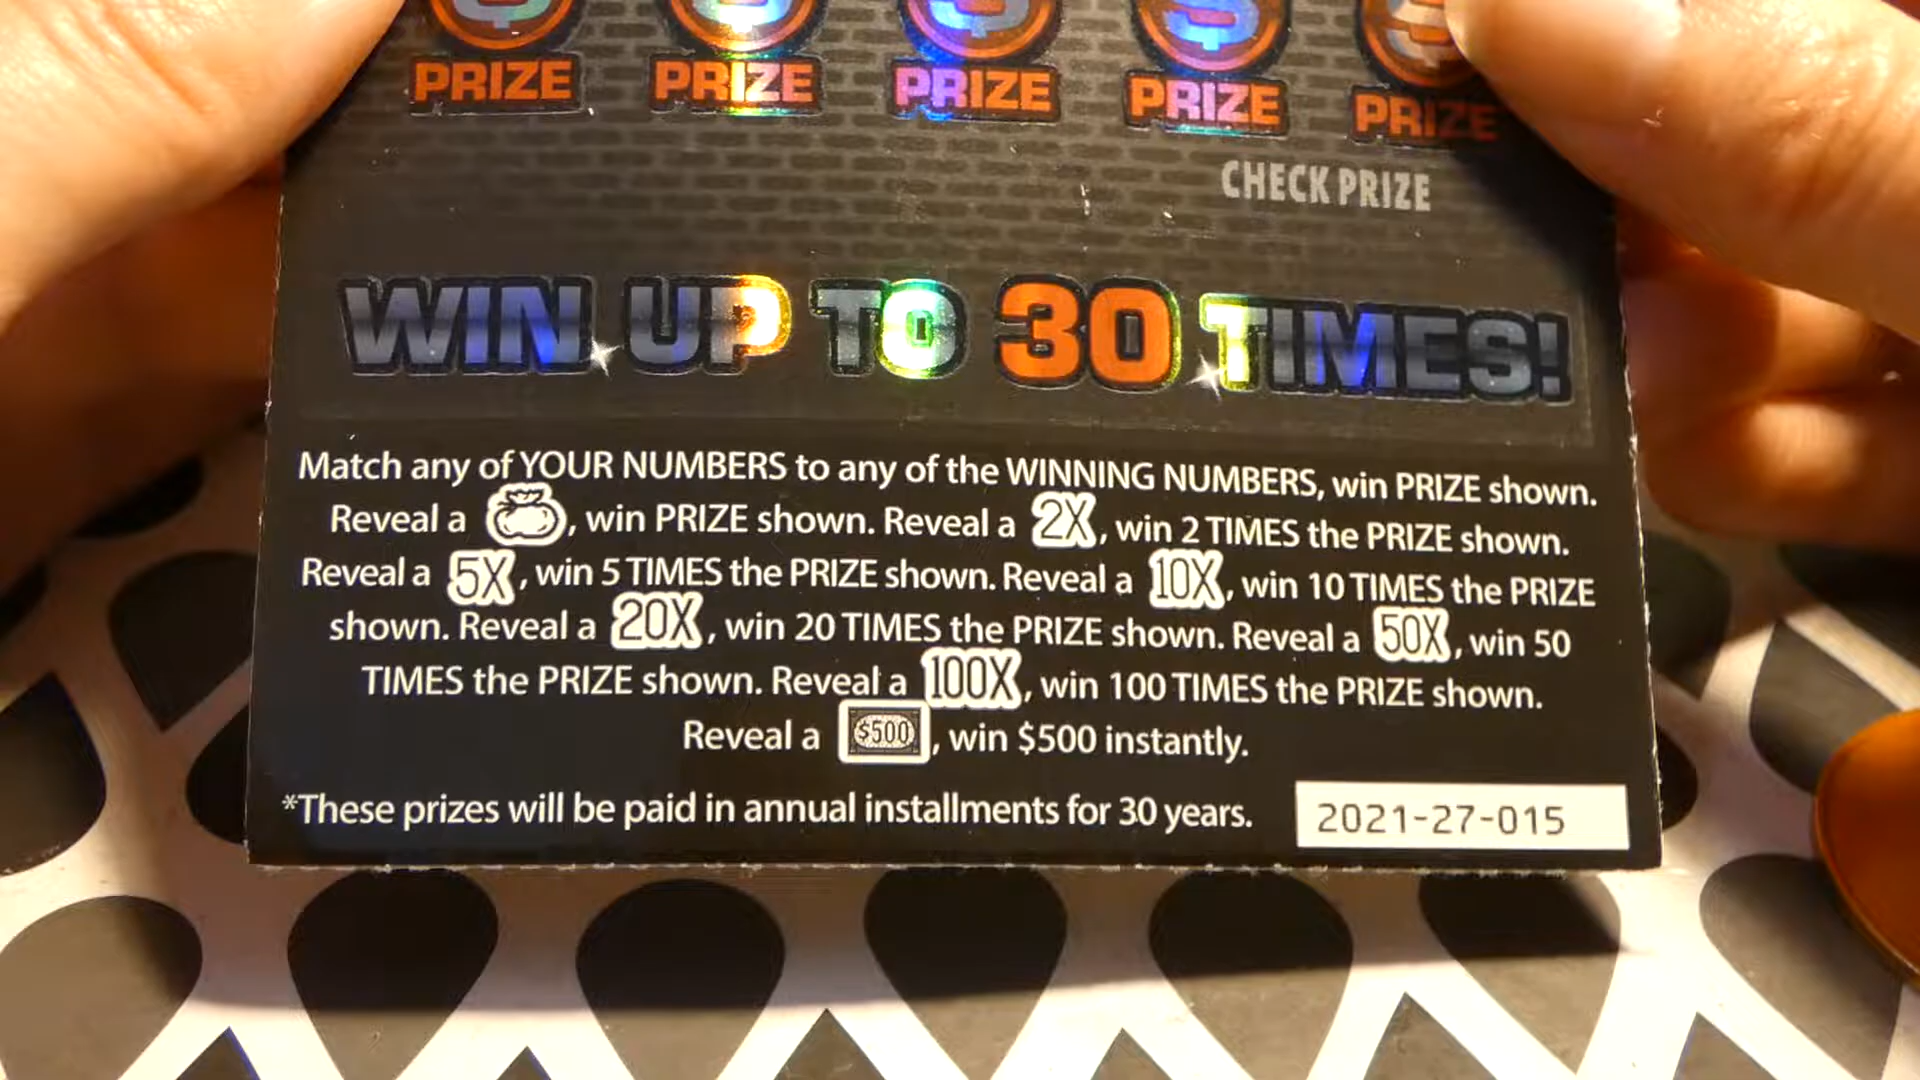 PRIZE PRIZE PRIZE PRIZE PRIZE
CHECK PRIZE
WIN UP TO 30 TIMES!
Match any of YOUR NUMBERS to any of the WINNING NUMBERS, win PRIZE shown.
Reveal a , win PRIZE shown. Reveal a 2X, win 2 TIMES the PRIZE shown.
Reveal a 5X, win 5 TIMES the PRIZE shown. Reveal a 10X, win 10 TIMES the PRIZE
shown. Reveal a 20X, win 20 TIMES the PRIZE shown. Reveal a 50X, win 50
TIMES the PRIZE shown. Reveal a 100X, win 100 TIMES the PRIZE shown.
Reveal a $500, win $500 instantly.
*These prizes will be paid in annual installments for 30 years.
2021-27-015